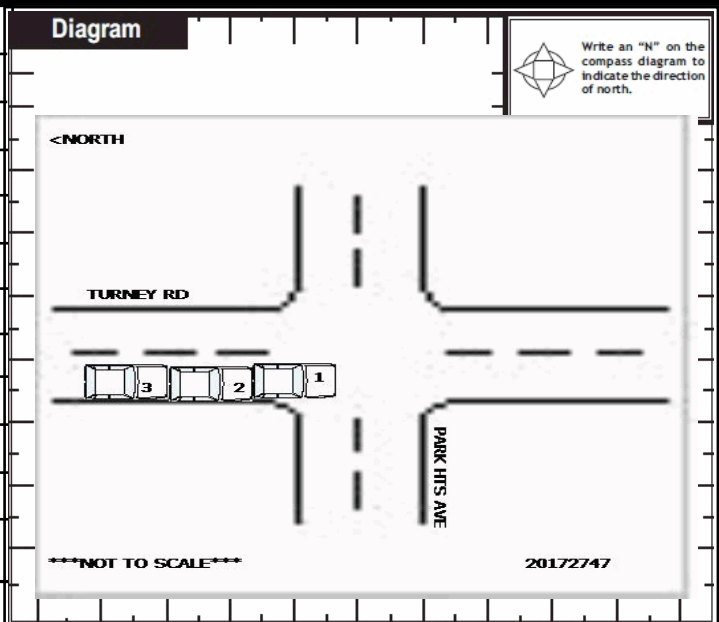 Diagram
Write an “N” on the
compass diagram to
indicate the direction
of north.
<NORTH
TURNEY RD
3
2
1
PARK HTS AVE
***NOT TO SCALE***
20172747